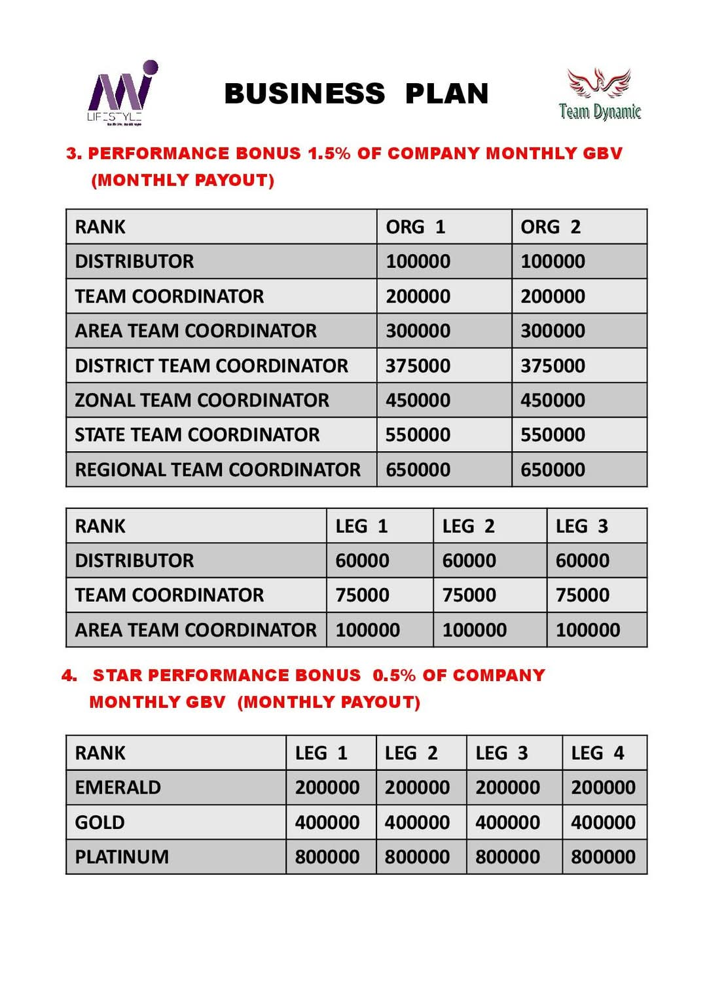 LIFESTYLE
BUSINESS PLAN
Team Dynamic
3. PERFORMANCE BONUS 1.5% OF COMPANY MONTHLY GBV
(MONTHLY PAYOUT)
RANK ORG 1 ORG 2
DISTRIBUTOR 100000 100000
TEAM COORDINATOR 200000 200000
AREA TEAM COORDINATOR 300000 300000
DISTRICT TEAM COORDINATOR 375000 375000
ZONAL TEAM COORDINATOR 450000 450000
STATE TEAM COORDINATOR 550000 550000
REGIONAL TEAM COORDINATOR 650000 650000
RANK LEG 1 LEG 2 LEG 3
DISTRIBUTOR 60000 60000 60000
TEAM COORDINATOR 75000 75000 75000
AREA TEAM COORDINATOR 100000 100000 100000
4. STAR PERFORMANCE BONUS 0.5% OF COMPANY
MONTHLY GBV (MONTHLY PAYOUT)
RANK LEG 1 LEG 2 LEG 3 LEG 4
EMERALD 200000 200000 200000 200000
GOLD 400000 400000 400000 400000
PLATINUM 800000 800000 800000 800000